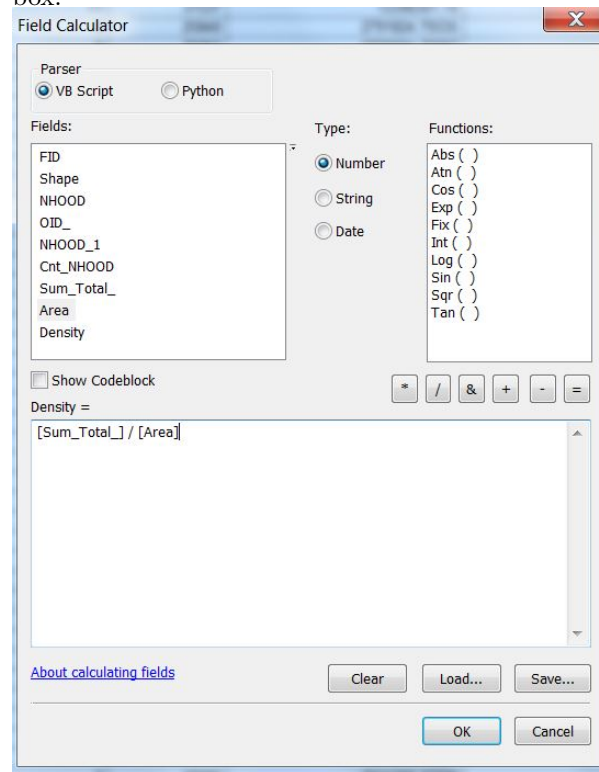 box.
Field Calculator
Parser
VB Script Python
Fields:
FID
Shape
NHOOD
OID_
NHOOD_1
Cnt_NHOOD
Sum_Total_
Area
Density
Type:
Number
String
Date
Functions:
Abs ( )
Atn ( )
Cos ( )
Exp ( )
Fix ( )
Int ( )
Log ( )
Sin ( )
Sqr ( )
Tan ( )
Show Codeblock
* / & + - =
Density =
[Sum_Total_] / [Area]
About calculating fields
Clear Load... Save...
OK Cancel